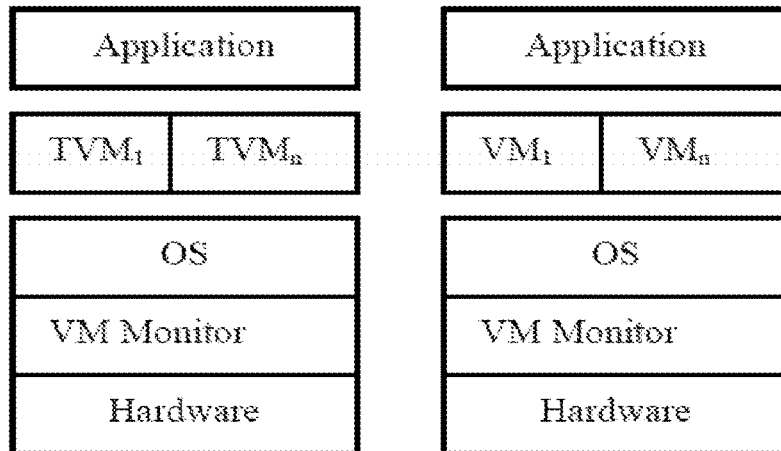 Application
TVM₁ TVMₙ
OS
VM Monitor
Hardware
Application
VM₁ VMₙ
OS
VM Monitor
Hardware